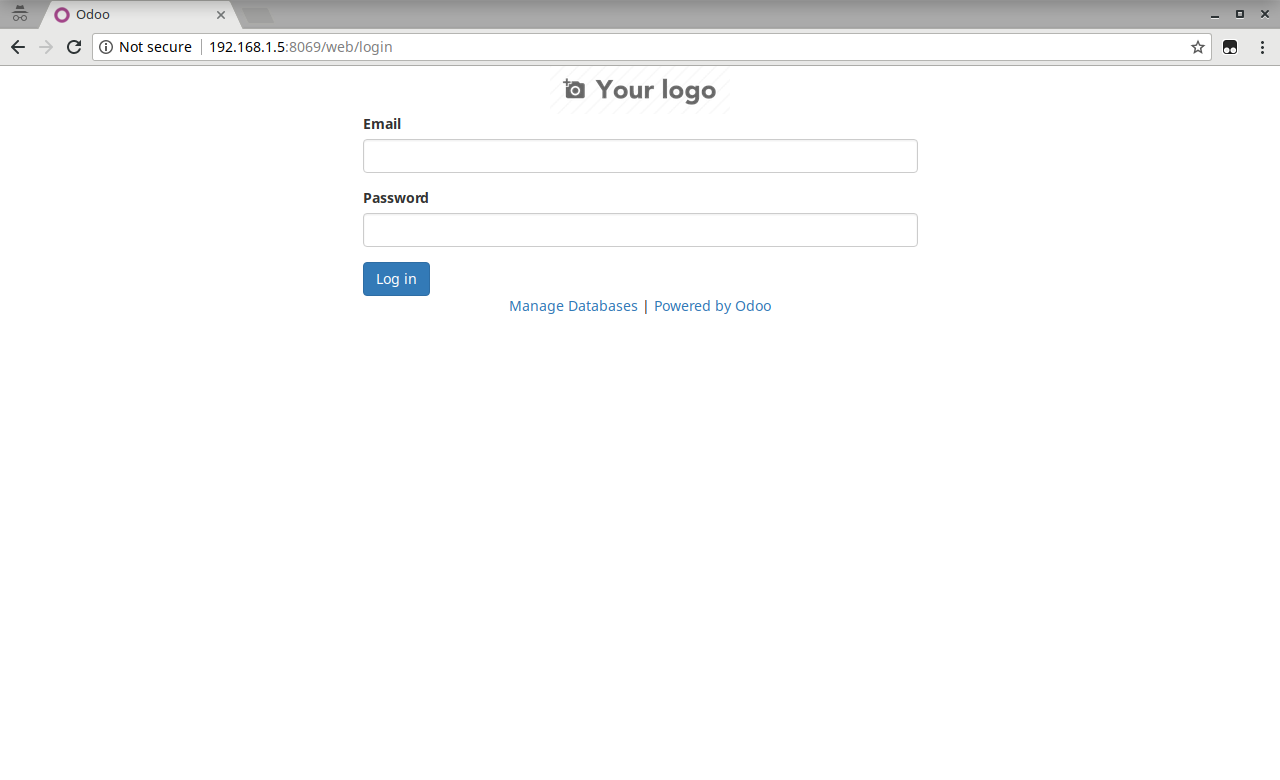 Odoo
Not secure 192.168.1.5:8069/web/login
Your logo
Email
Password
Log in
Manage Databases | Powered by Odoo